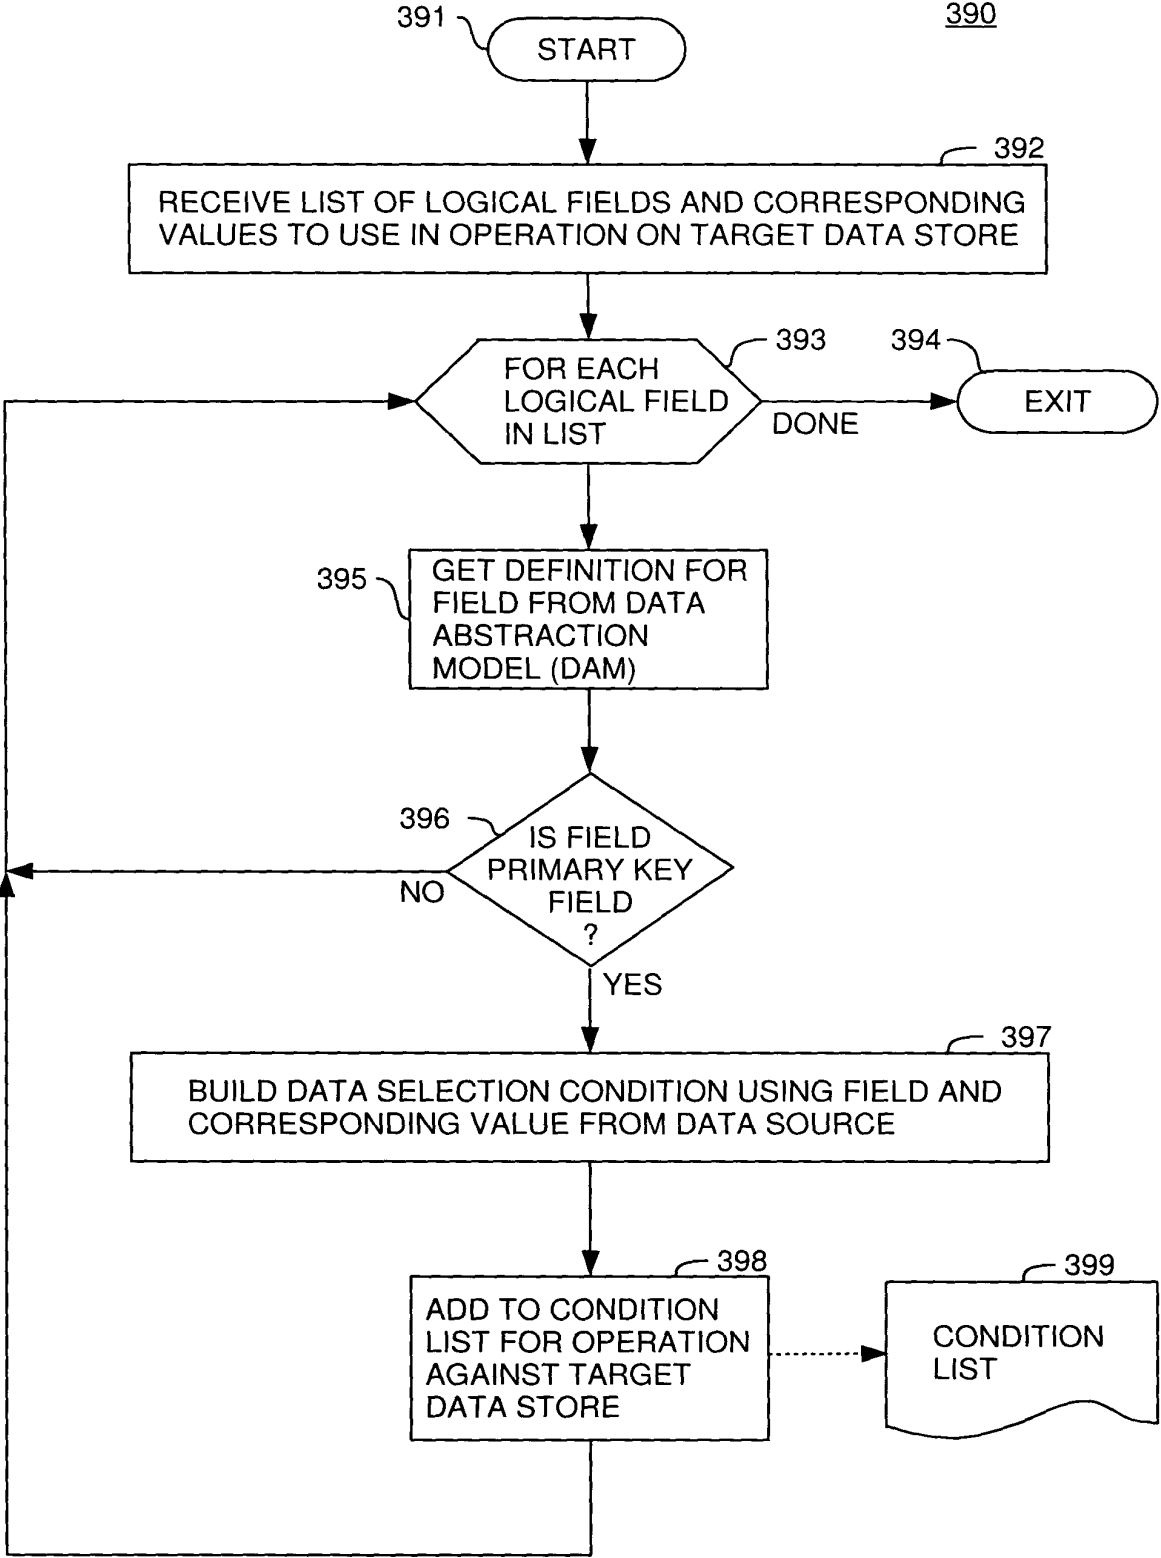 391
START
390
392
RECEIVE LIST OF LOGICAL FIELDS AND CORRESPONDING
VALUES TO USE IN OPERATION ON TARGET DATA STORE
393
FOR EACH
LOGICAL FIELD
IN LIST
DONE
394
EXIT
395
GET DEFINITION FOR
FIELD FROM DATA
ABSTRACTION
MODEL (DAM)
396
IS FIELD
PRIMARY KEY
FIELD
?
NO
YES
397
BUILD DATA SELECTION CONDITION USING FIELD AND
CORRESPONDING VALUE FROM DATA SOURCE
398
ADD TO CONDITION
LIST FOR OPERATION
AGAINST TARGET
DATA STORE
399
CONDITION
LIST